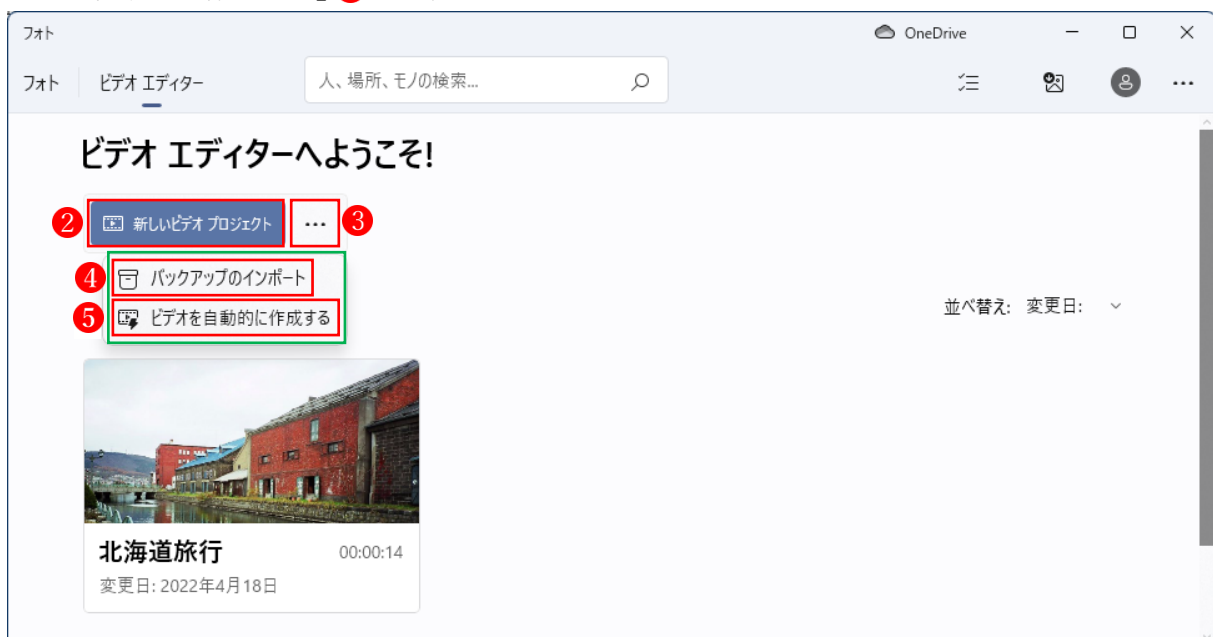 フォト
OneDrive
フォト ビデオ エディター 人、場所、モノの検索...
ビデオ エディターへようこそ!
2 新しいビデオ プロジェクト ... 3
4 バックアップのインポート
5 ビデオを自動的に作成する
並べ替え: 変更日:
北海道旅行 00:00:14
変更日: 2022年4月18日